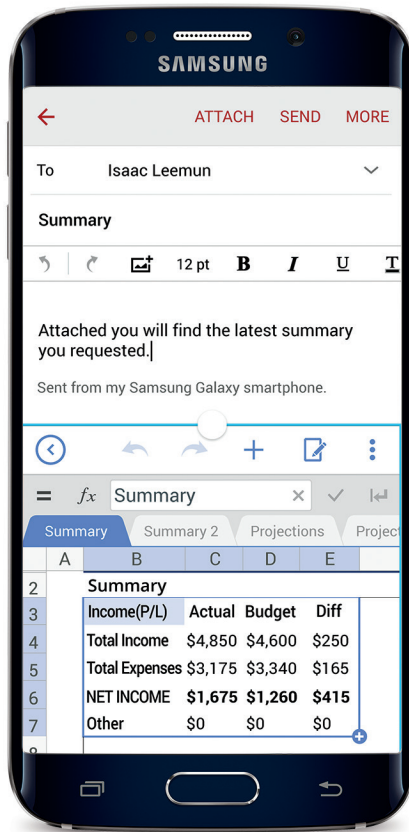 SAMSUNG
ATTACH SEND MORE
To Isaac Leemun
Summary
12 pt B I U T
Attached you will find the latest summary
you requested.
Sent from my Samsung Galaxy smartphone.
= fx Summary
Summary Summary 2 Projections Project
A B C D E
2 Summary
3 Income(P/L) Actual Budget Diff
4 Total Income $4,850 $4,600 $250
5 Total Expenses $3,175 $3,340 $165
6 NET INCOME $1,675 $1,260 $415
7 Other $0 $0 $0